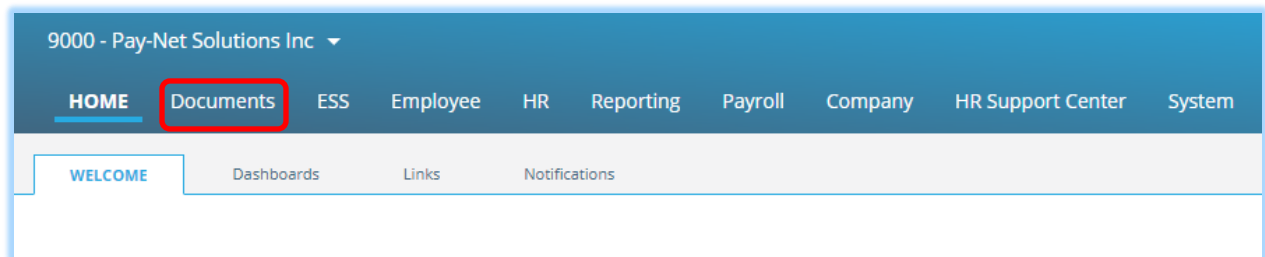 9000 - Pay-Net Solutions Inc
HOME Documents ESS Employee HR Reporting Payroll Company HR Support Center System
WELCOME Dashboards Links Notifications